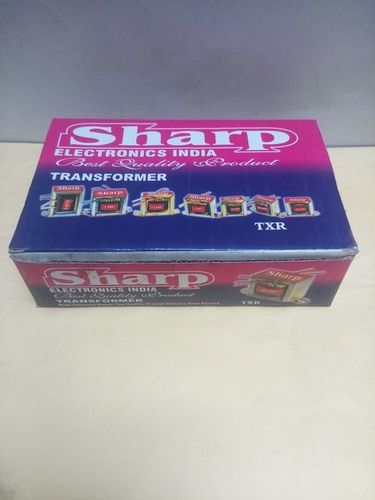 Sharp
ELECTRONICS INDIA
Best Quality Product
TRANSFORMER
TXR
Sharp
ELECTRONICS INDIA
Best Quality Product
TRANSFORMER
TXR